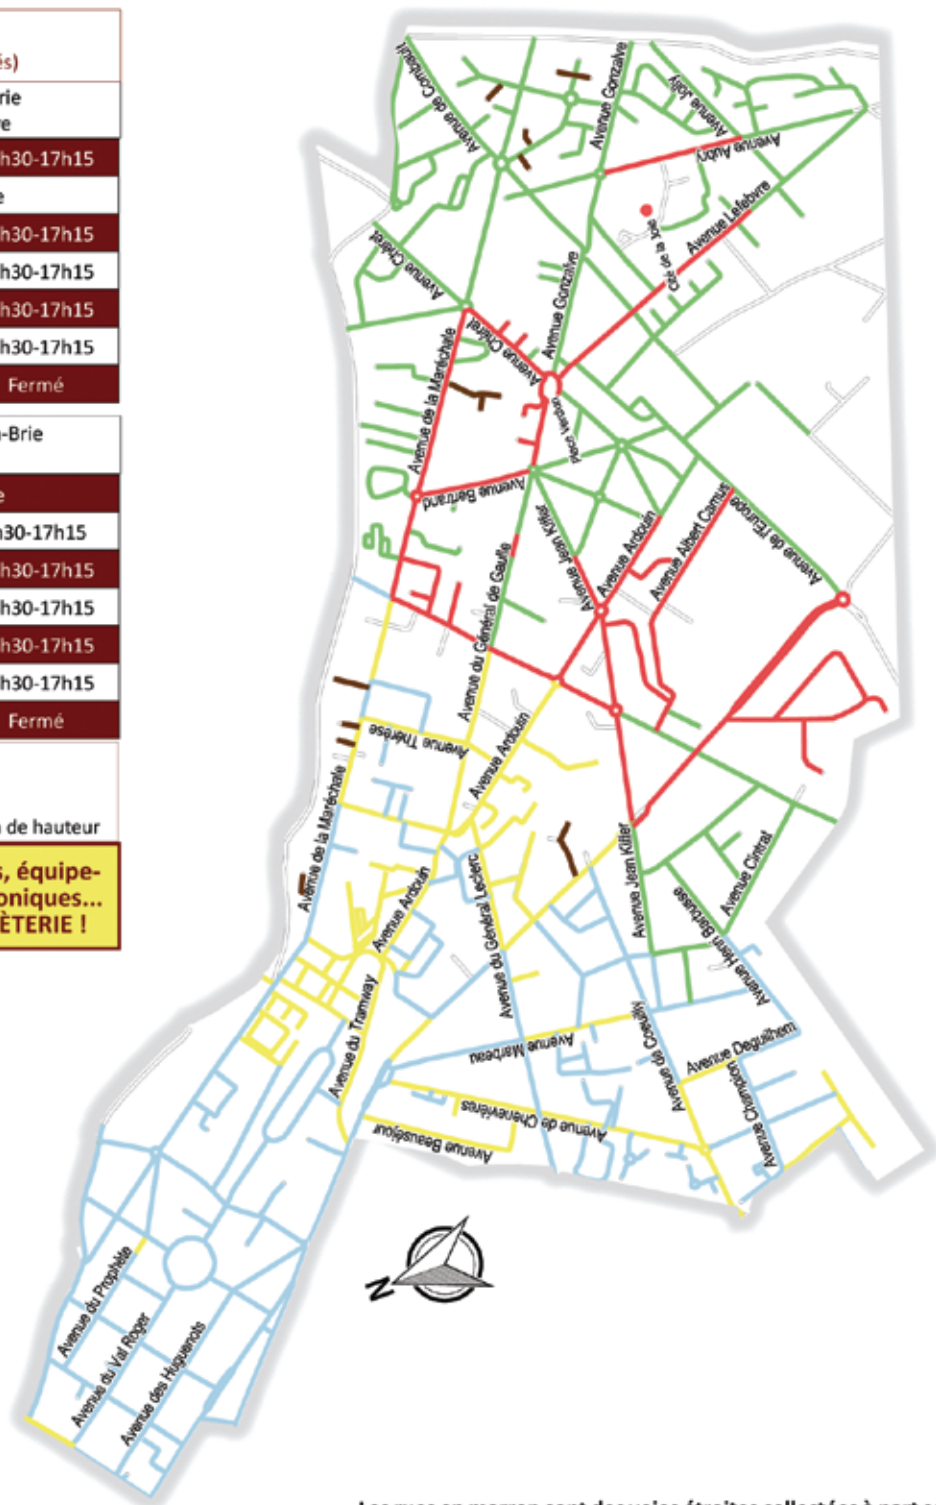 és)
rie
re
h30-17h15
e
h30-17h15
h30-17h15
h30-17h15
h30-17h15
Fermé
n-Brie
e
h30-17h15
h30-17h15
h30-17h15
h30-17h15
h30-17h15
Fermé
n de hauteur
s, équipe-
oniques...
ÈTERIE !
Avenue de Combault
Avenue Gonzalve
Avenue Jolly
Avenue Aubry
Avenue Lefebvre
Cité de la Joie
Avenue Chéret
Avenue Gonzalve
Avenue Chéret
Avenue de la Maréchale
Place Verdun
Avenue Bertrand
Avenue Jean Kiffer
Avenue Ardouin
Avenue Albert Camus
Avenue de l'Europe
Avenue du Général de Gaulle
Avenue Thérèse
Avenue Ardouin
Avenue de la Maréchale
Avenue Ardouin
Avenue du Général Leclerc
Avenue Jean Kiffer
Avenue Henri Barbusse
Avenue Cintrat
Avenue du Tramway
Avenue Marbeau
Avenue de Coeuilly
Avenue Deguilhem
Avenue Champion
Avenue de Chenevières
Avenue Beauséjour
N
Avenue du Prophète
Avenue du Val Roger
Avenue des Huguenots